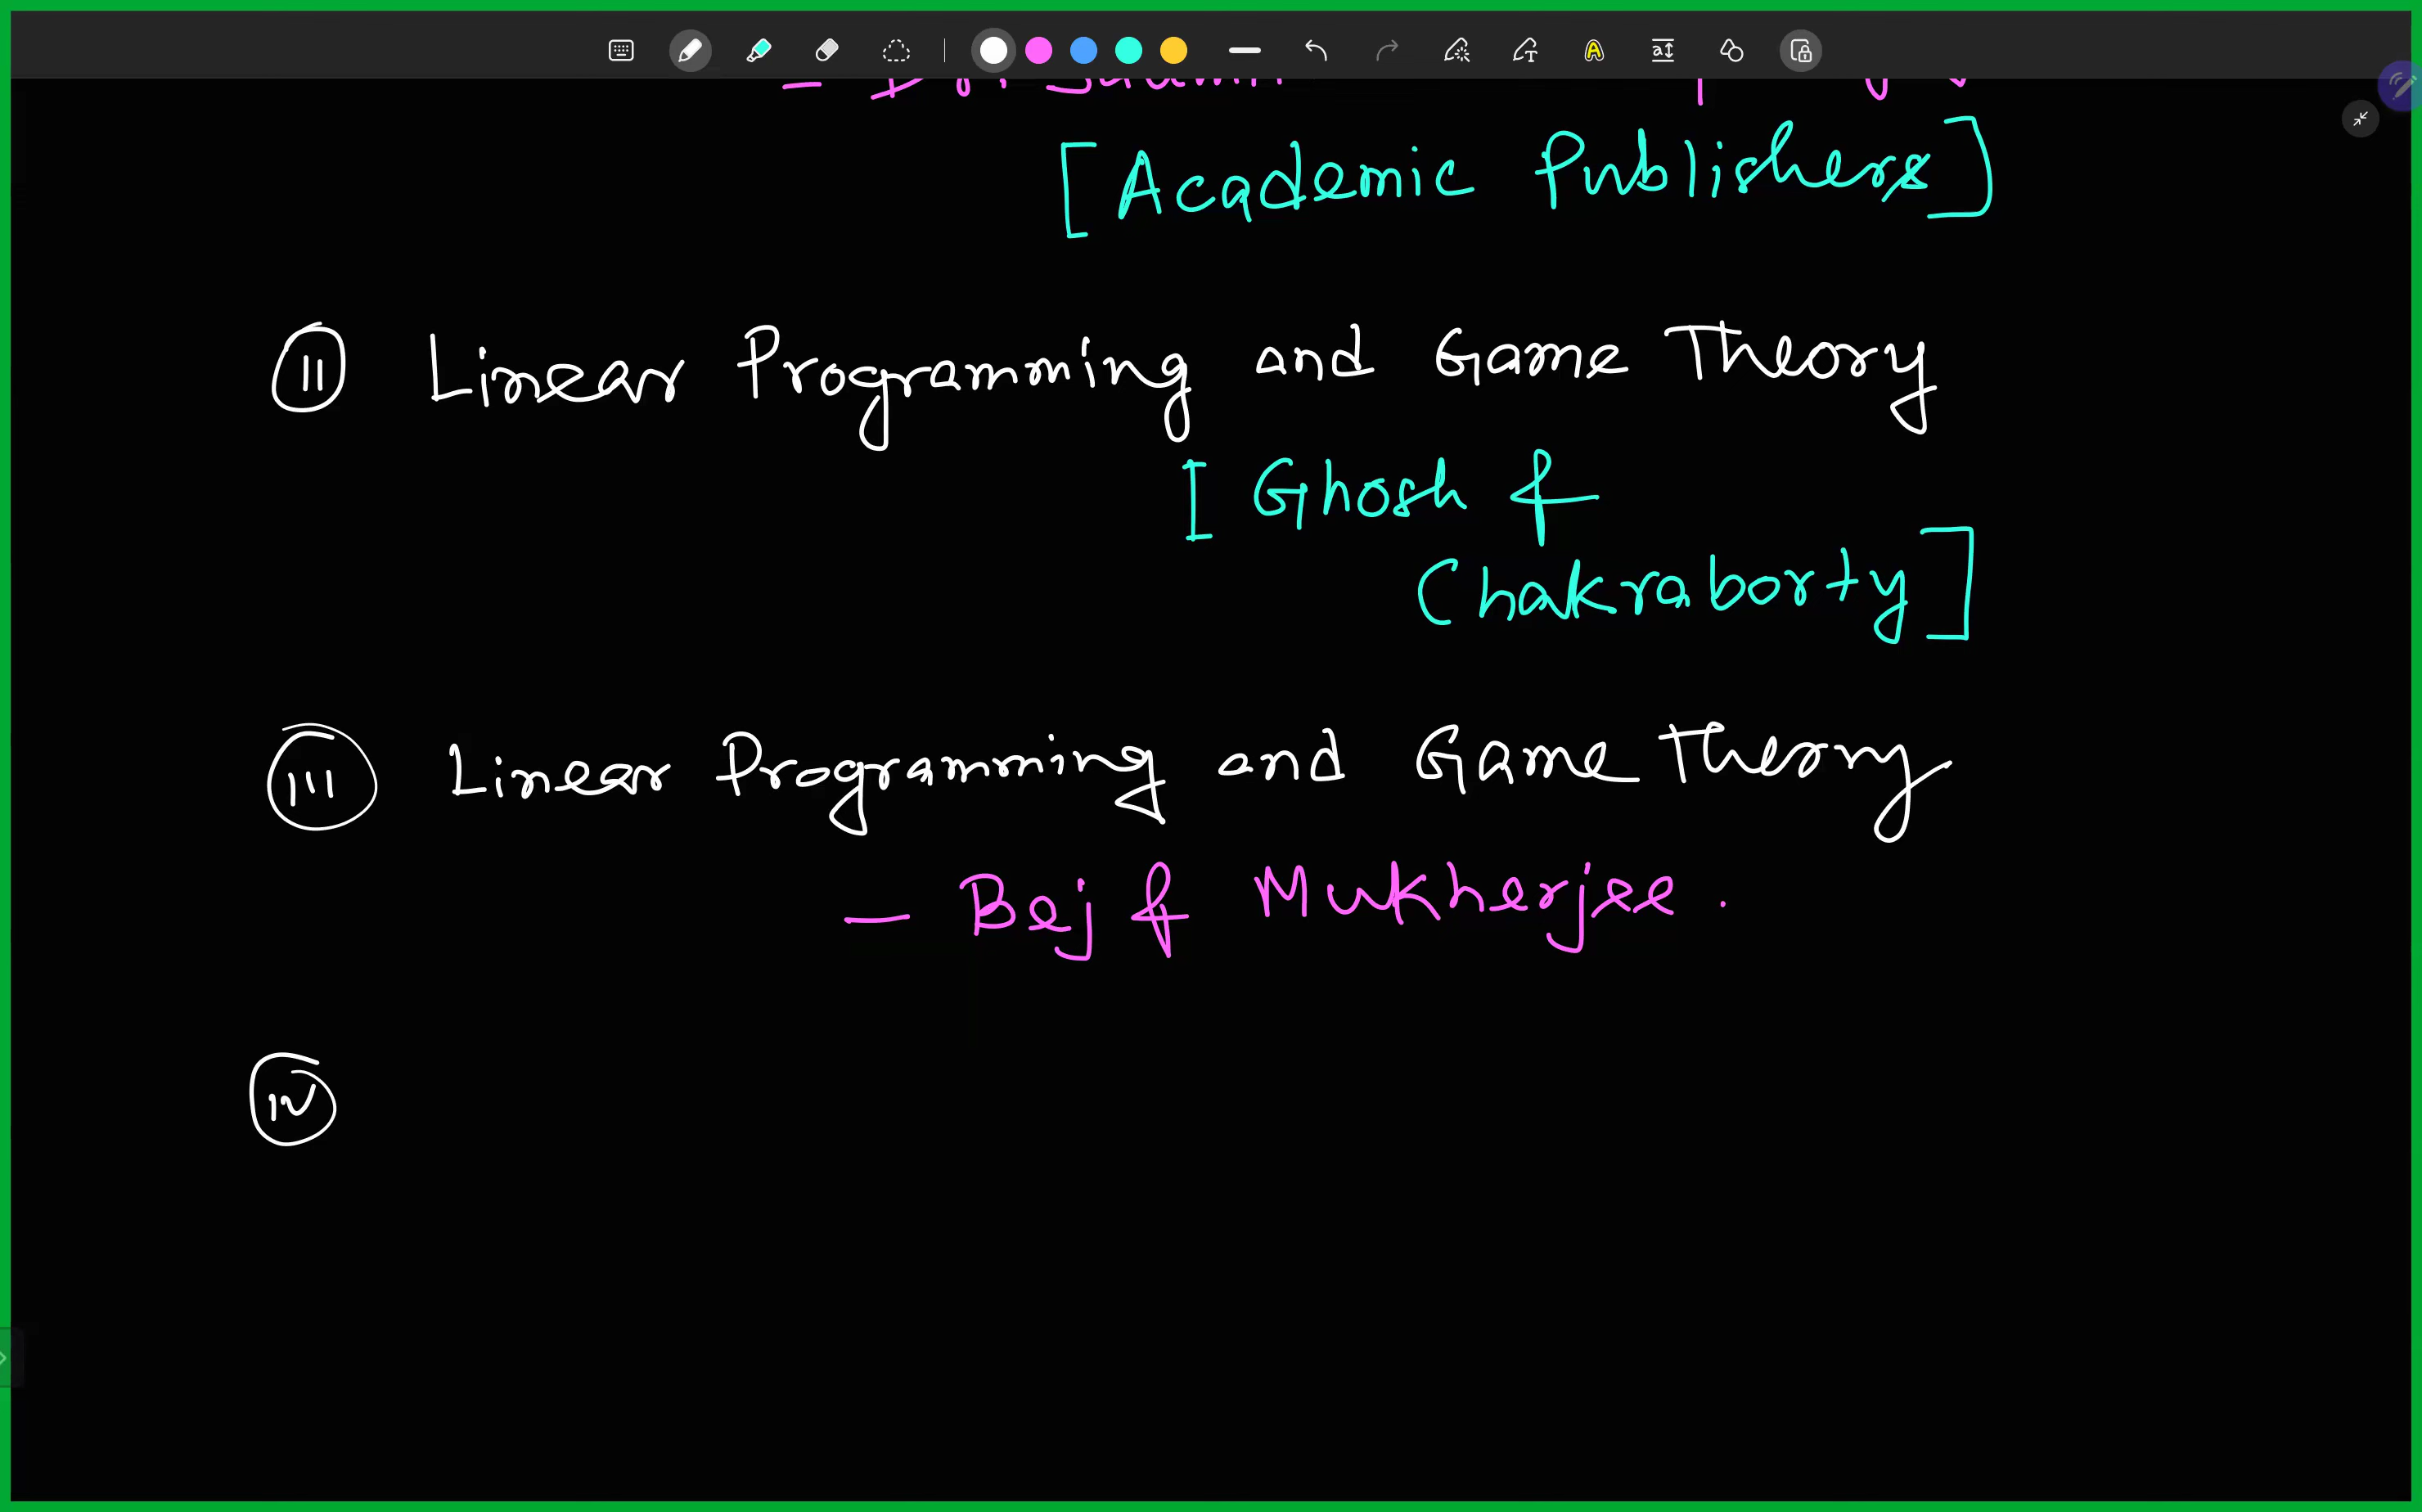 [Academic Publishers]
II Linear Programming and Game Theory
[Ghosh &
Chakraborty]
III Linear Programming and Game Theory
— Bej & Mukherjee.
IV